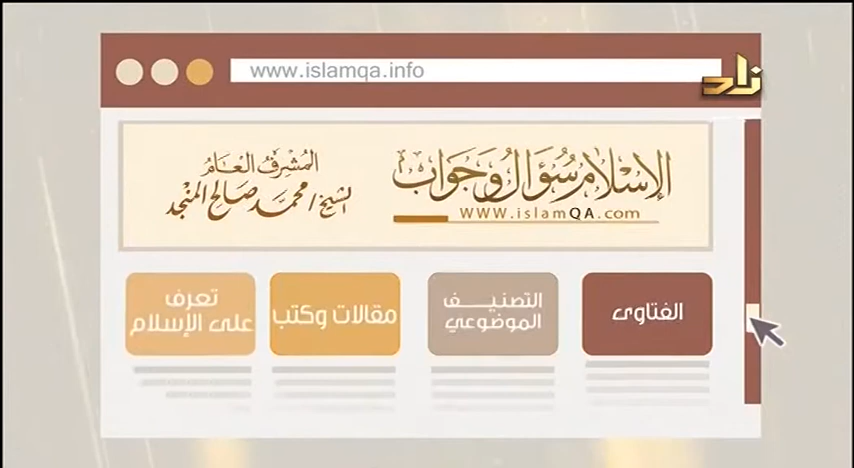 www.islamqa.info
زاد
الإسلام سؤال وجواب
www.islamQA.com
المشرف العام
الشيخ/محمد صالح المنجد
الفتاوى
التصنيف
الموضوعي
مقالات وكتب
تعرف
على الإسلام